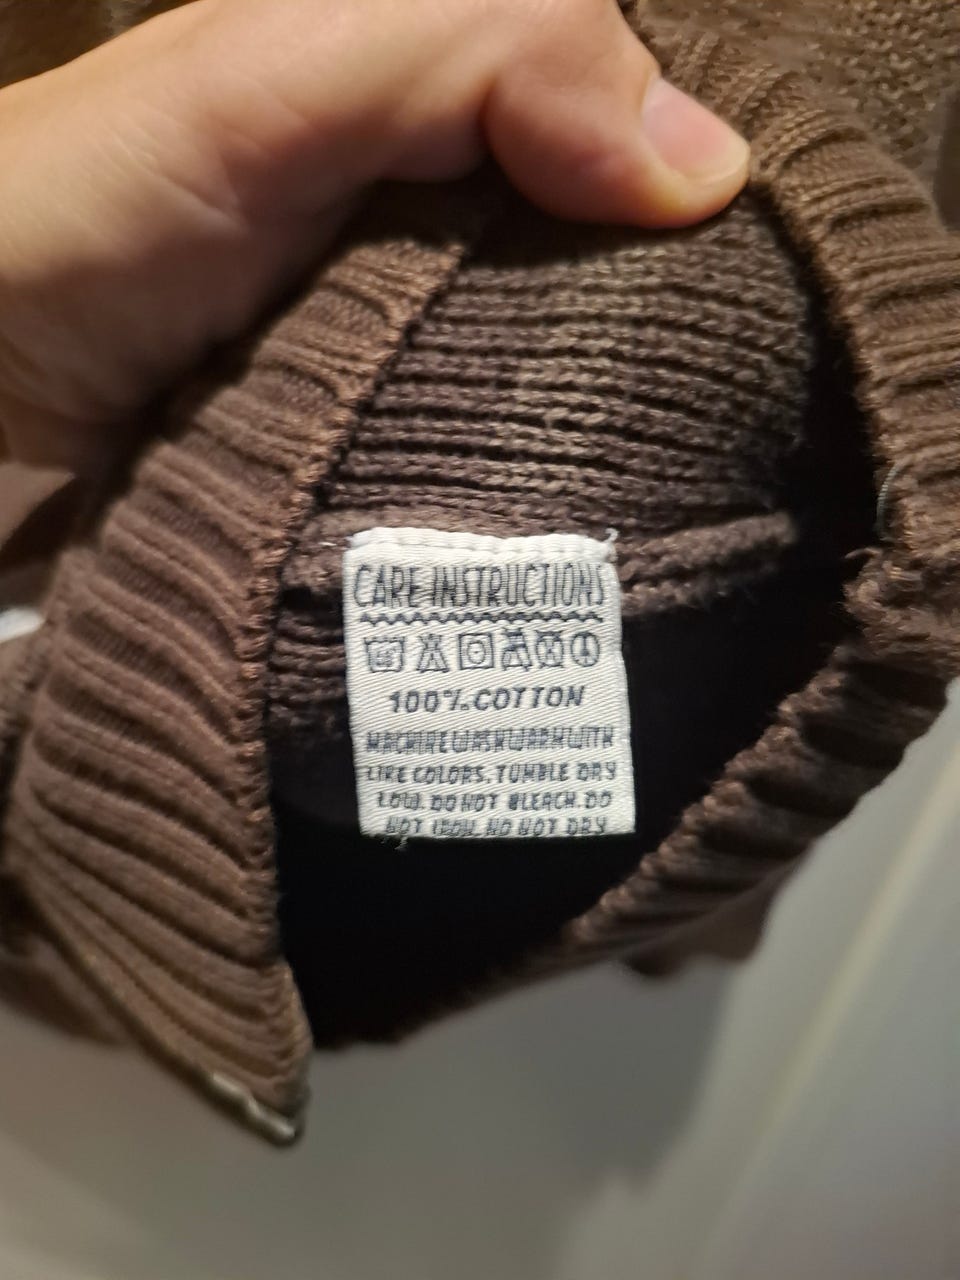 CARE INSTRUCTIONS
100% COTTON
MACHINE WASH WARM WITH
LIKE COLORS. TUMBLE DRY
LOW. DO NOT BLEACH. DO
NOT IRON. NO NOT DRY